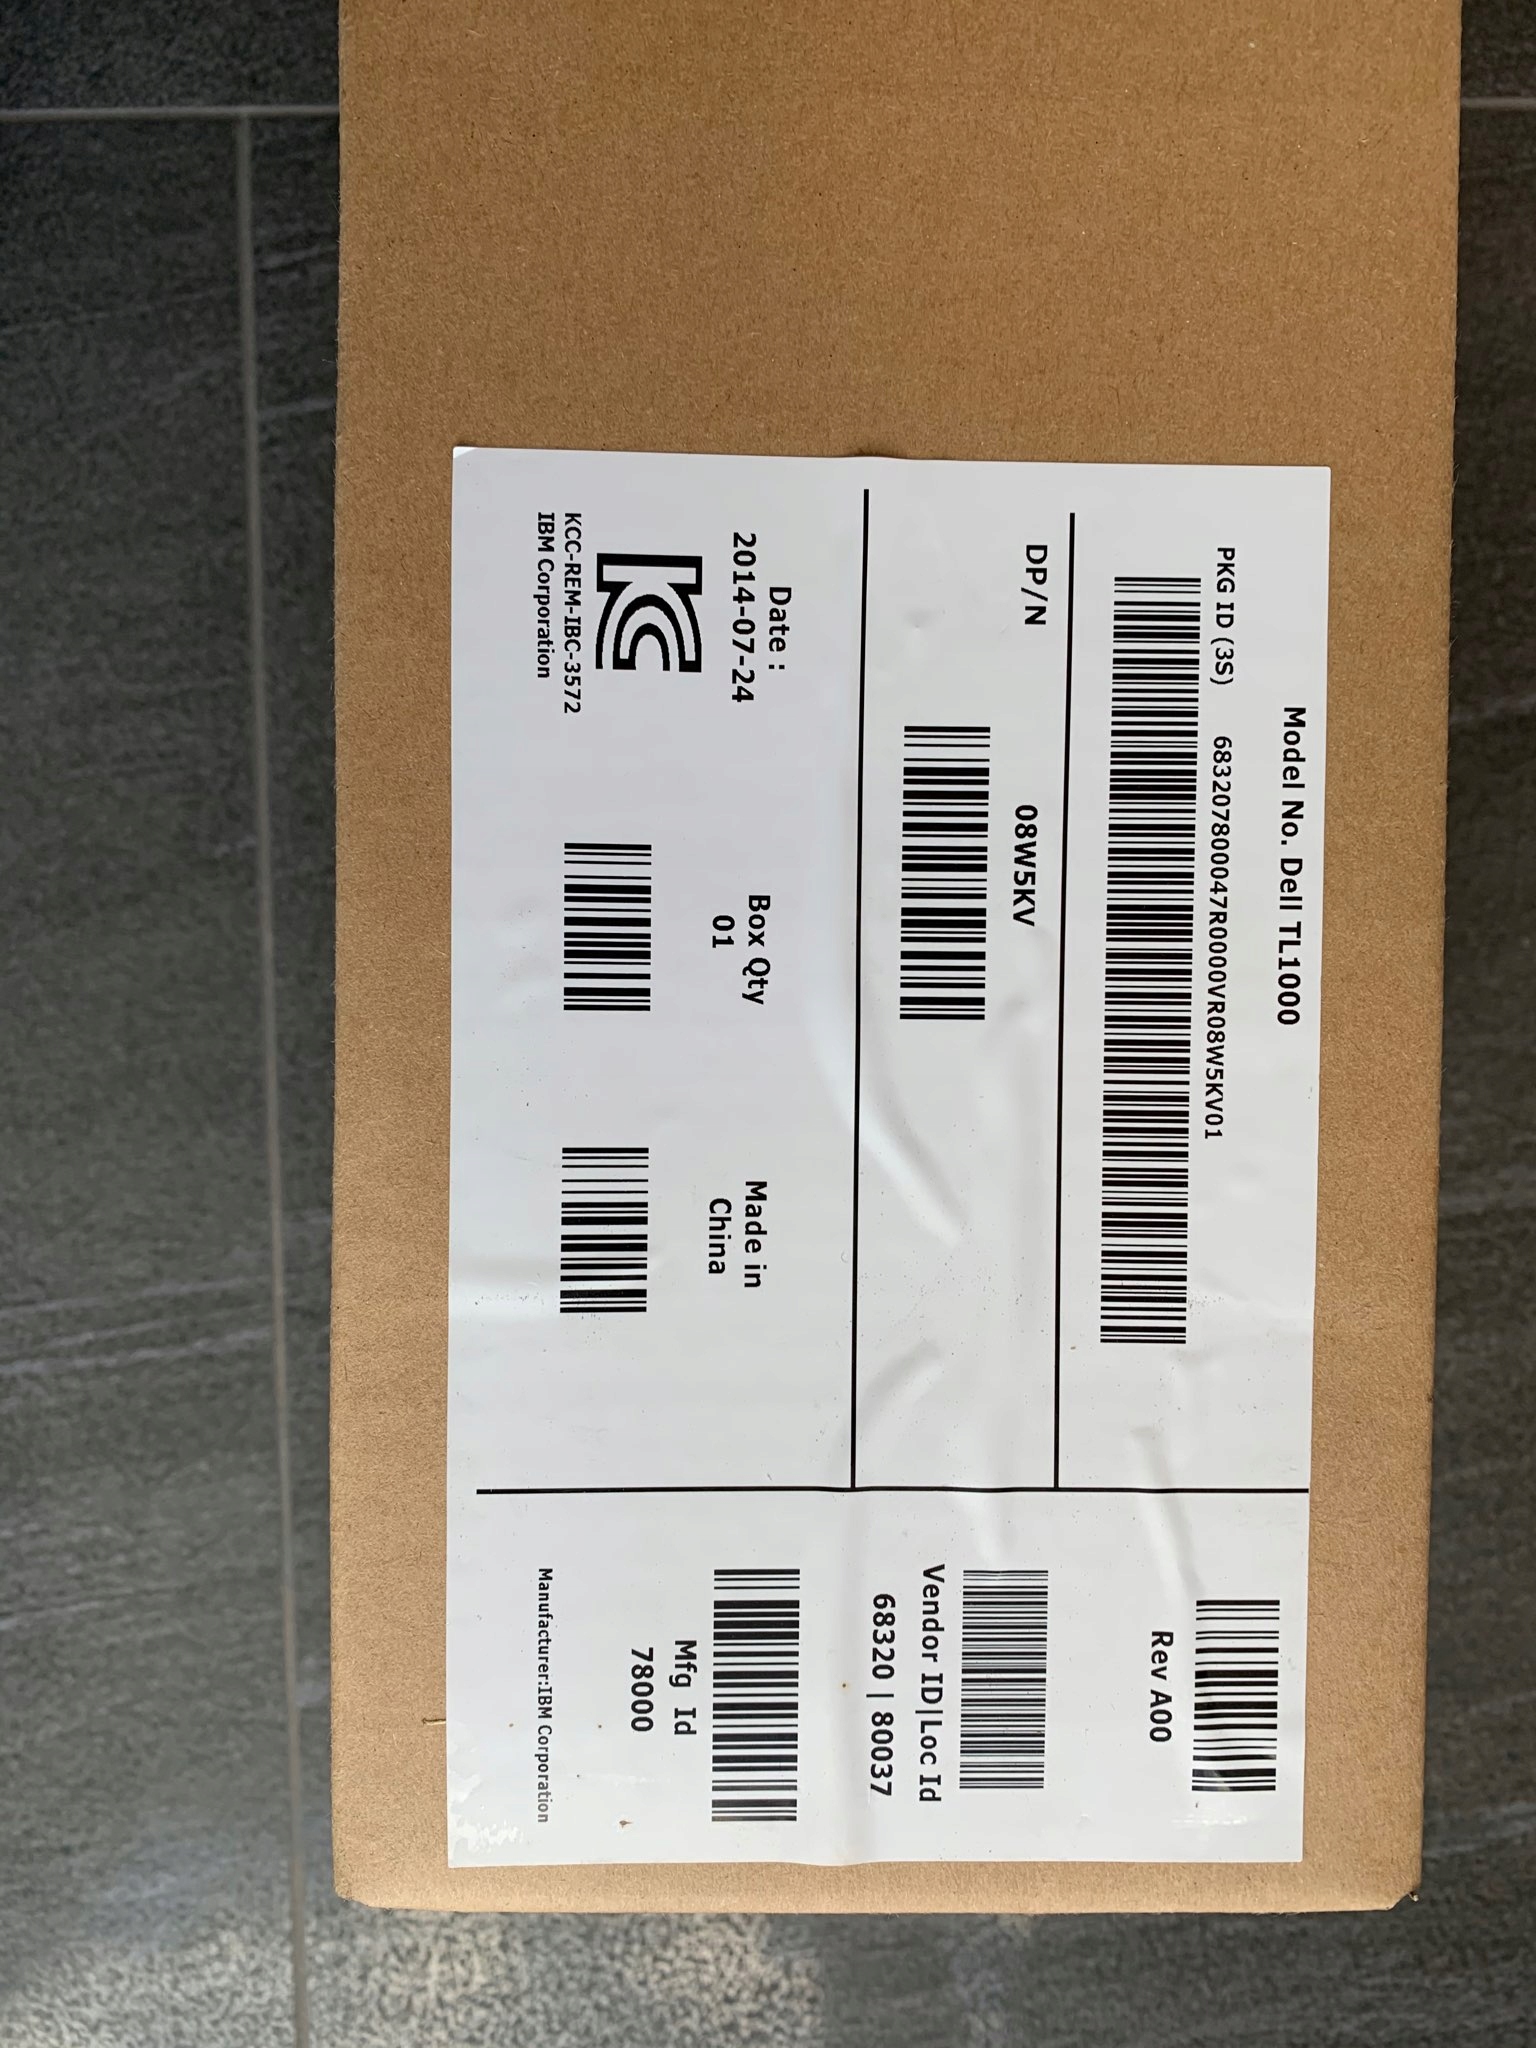 Model No. Dell TL1000
PKG ID (3S) 6832078000047R0000VR08W5KV01
Rev A00
DP/N 08W5KV
Vendor ID|Loc Id
68320 | 80037
Date :
2014-07-24
Box Qty
01
Made in
China
Mfg Id
78000
KC
KCC-REM-IBC-3572
IBM Corporation
Manufacturer:IBM Corporation